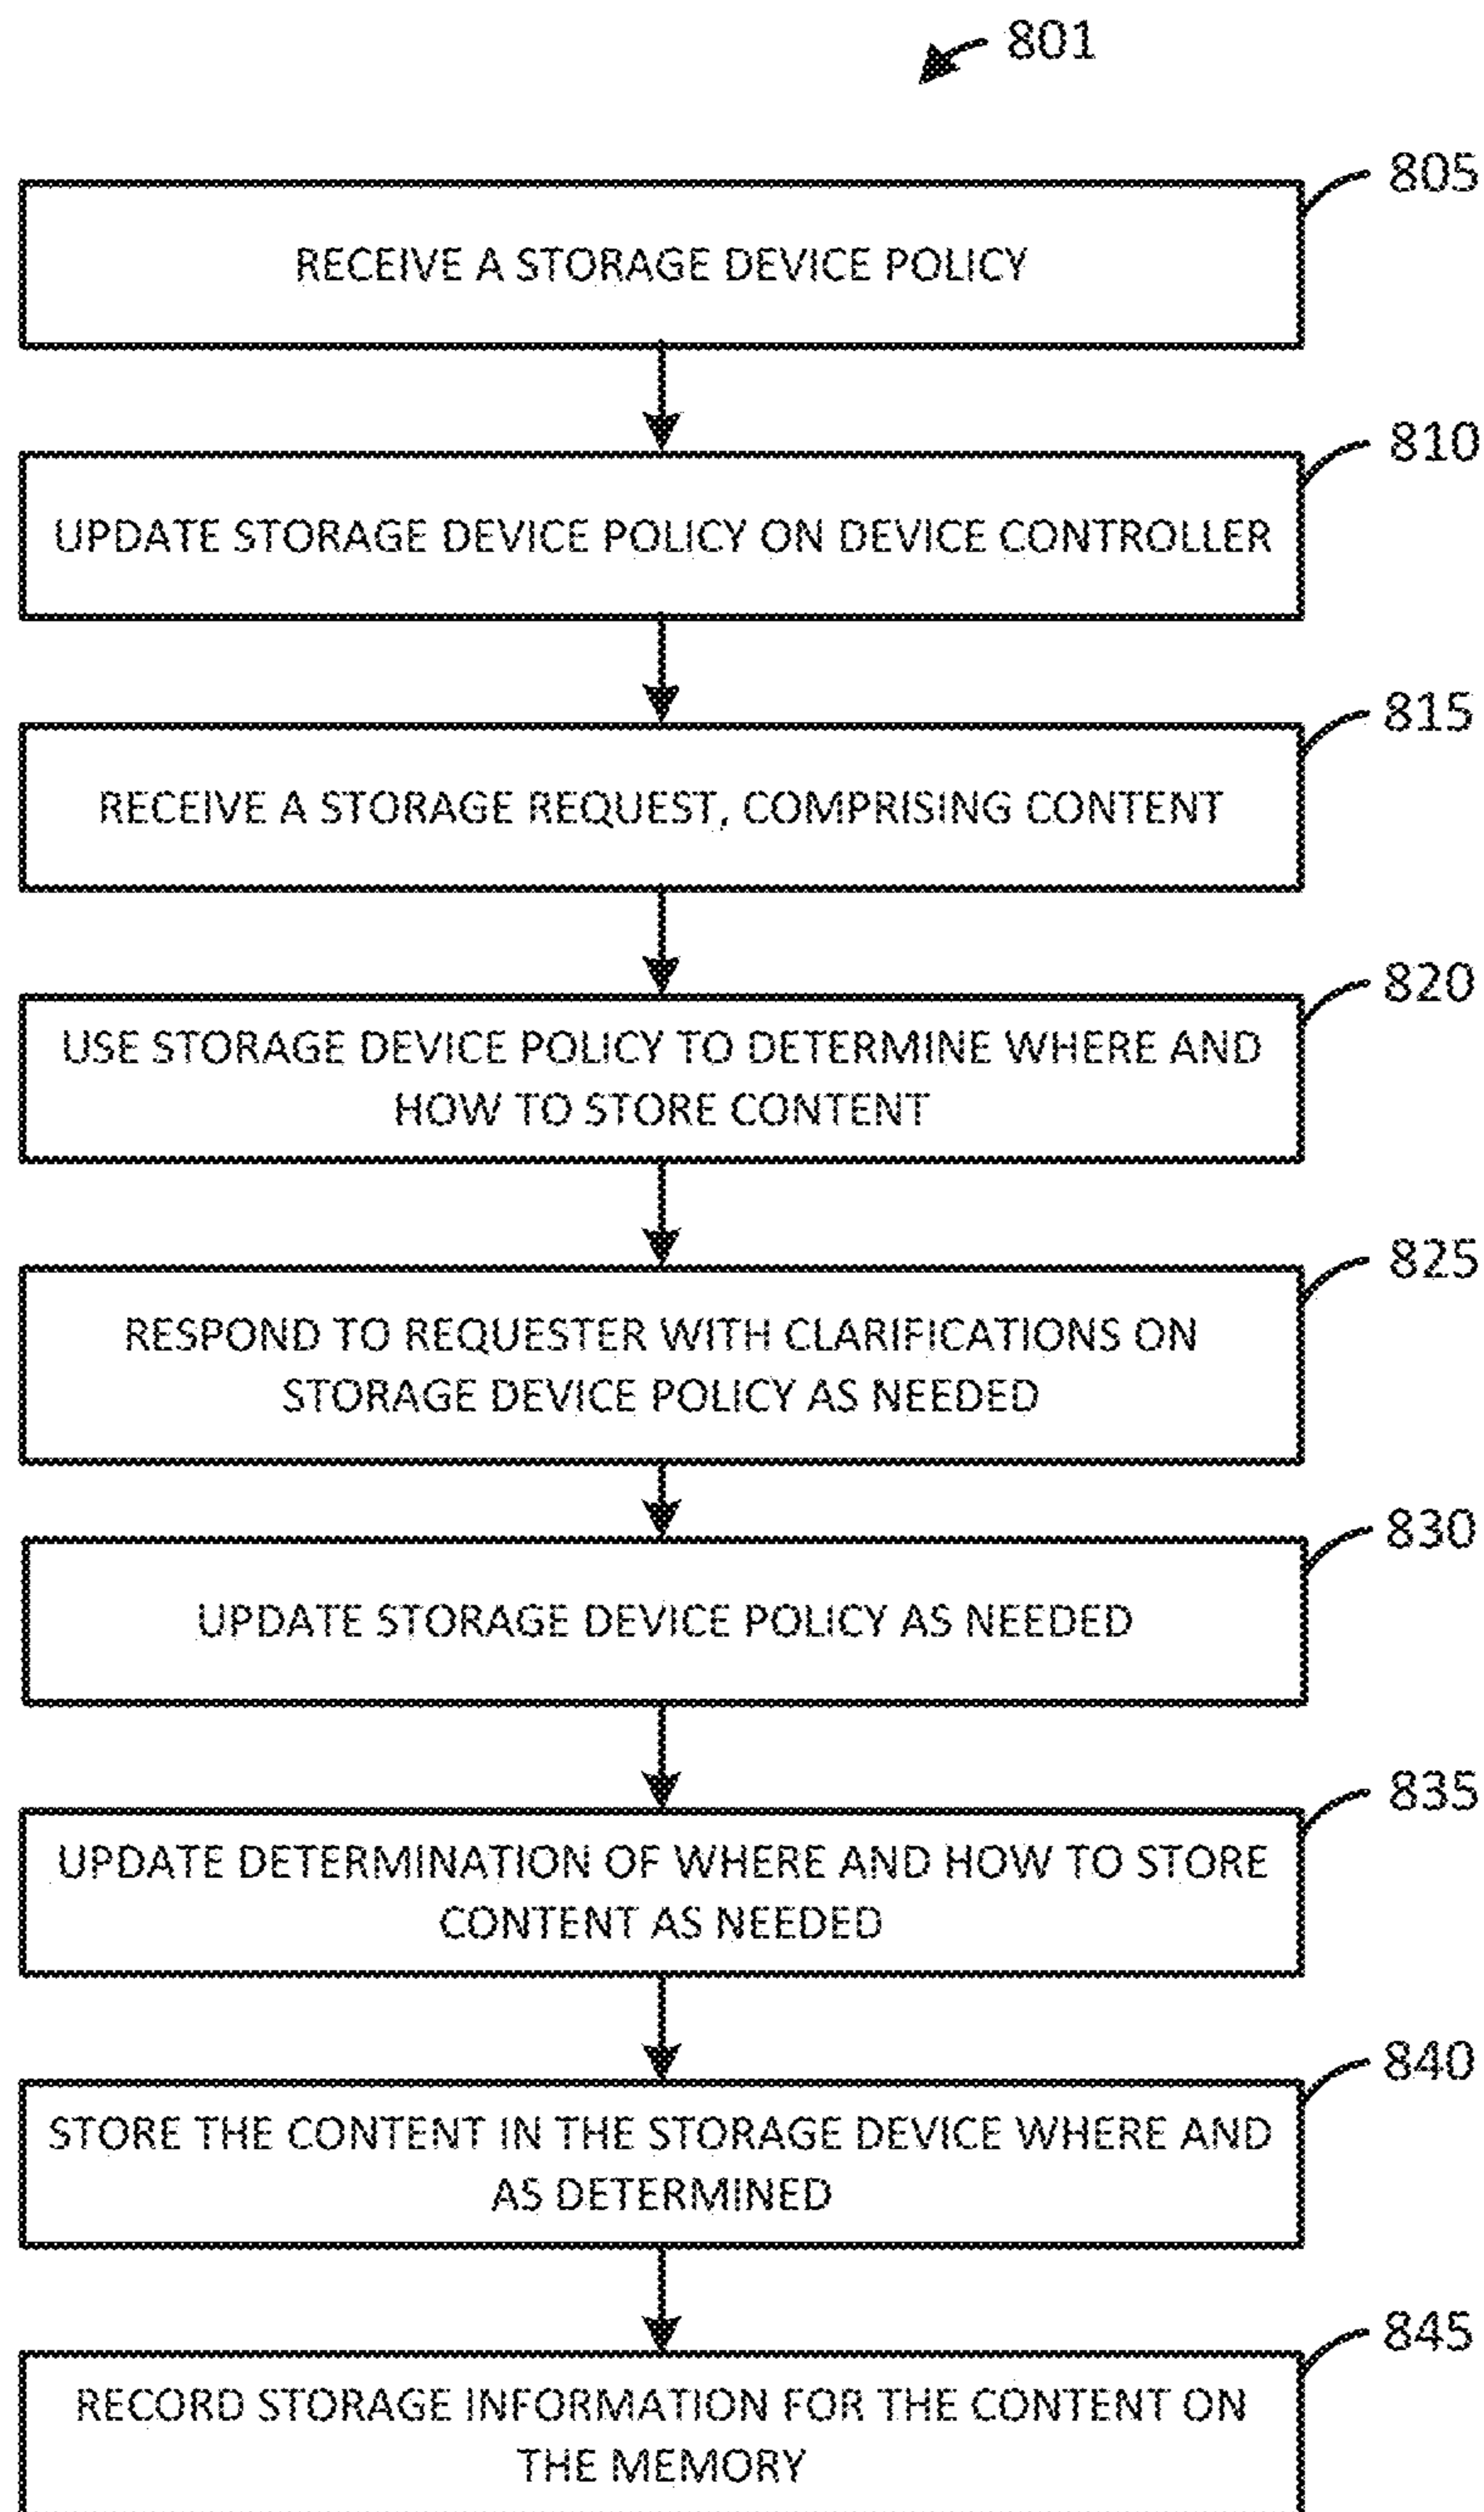 801
805
RECEIVE A STORAGE DEVICE POLICY
810
UPDATE STORAGE DEVICE POLICY ON DEVICE CONTROLLER
815
RECEIVE A STORAGE REQUEST, COMPRISING CONTENT
820
USE STORAGE DEVICE POLICY TO DETERMINE WHERE AND
HOW TO STORE CONTENT
825
RESPOND TO REQUESTER WITH CLARIFICATIONS ON
STORAGE DEVICE POLICY AS NEEDED
830
UPDATE STORAGE DEVICE POLICY AS NEEDED
835
UPDATE DETERMINATION OF WHERE AND HOW TO STORE
CONTENT AS NEEDED
840
STORE THE CONTENT IN THE STORAGE DEVICE WHERE AND
AS DETERMINED
845
RECORD STORAGE INFORMATION FOR THE CONTENT ON
THE MEMORY